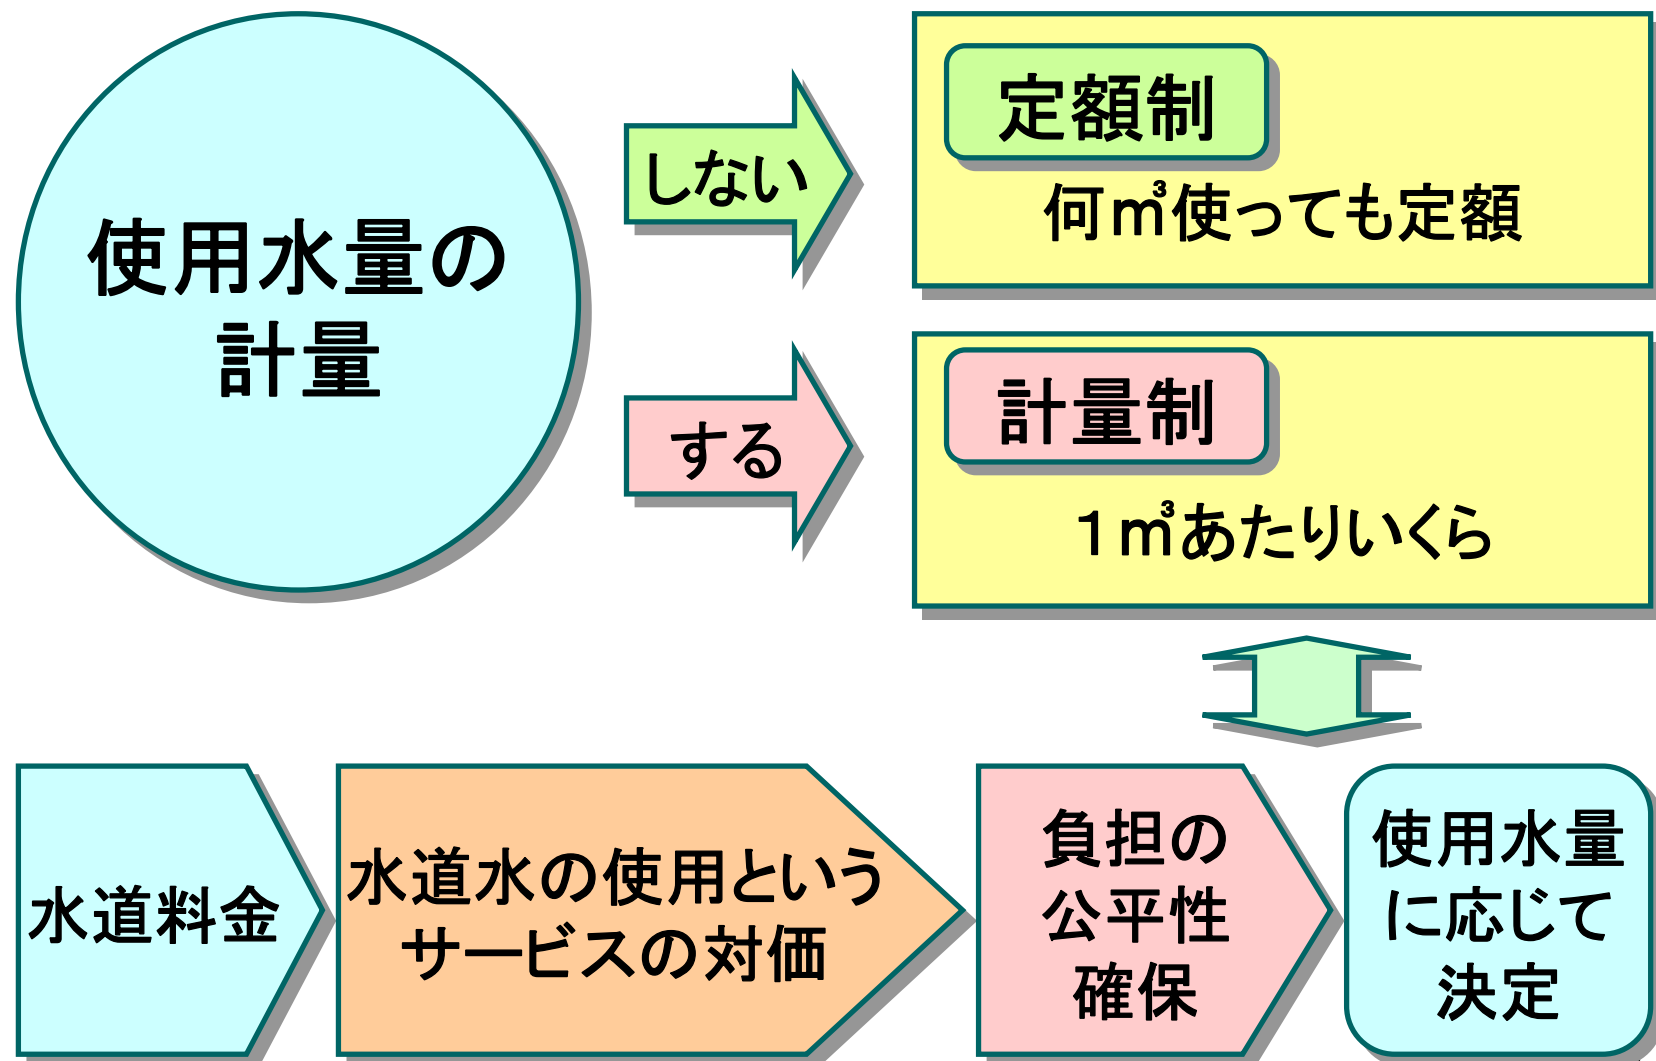 使用水量の
計量
しない
定額制
何㎥使っても定額
する
計量制
１㎥あたりいくら
水道料金
水道水の使用という
サービスの対価
負担の
公平性
確保
使用水量
に応じて
決定